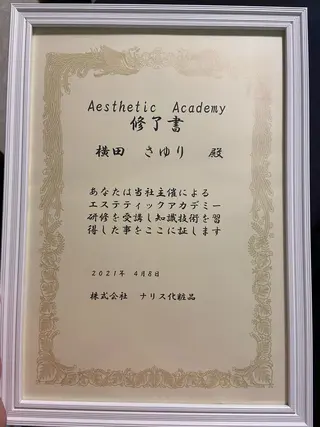 Aesthetic Academy
修了書
横田 さゆり 殿
あなたは当社主催による
エステティックアカデミー
研修を受講し知識技術を習
得した事をここに証します
2021年 4月8日
株式会社 ナリス化粧品